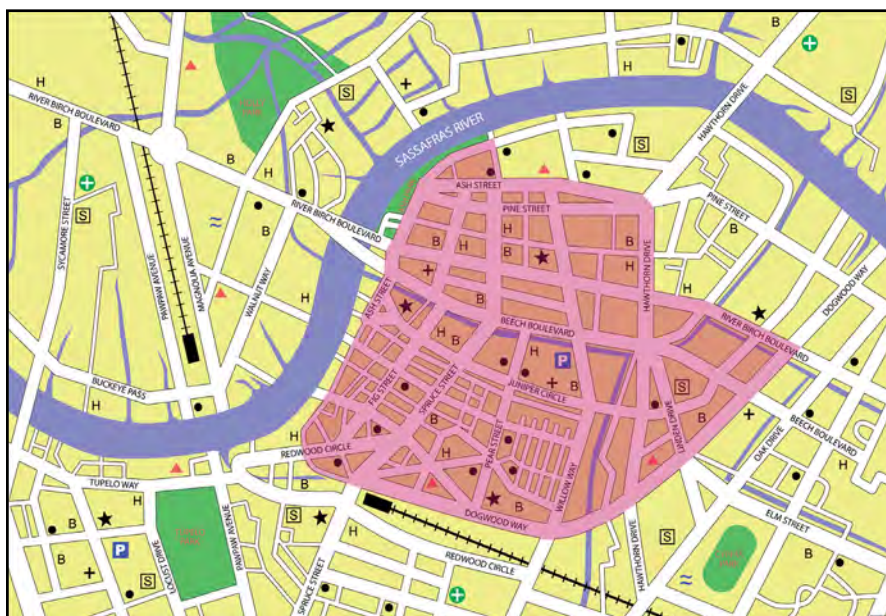 B
B
S
H
RIVER BIRCH BOULEVARD
H
SASSAFRAS RIVER
H
HAWTHORN DRIVE
B
S
B
B
H
S
SYCAMORE STREET
PAWPAW AVENUE
MAGNOLIA AVENUE
WALNUT WAY
B
RIVER BIRCH BOULEVARD
ASH STREET
PINE STREET
H
B
B
H
HAWTHORN DRIVE
S
PINE STREET
H
B
DOGWOOD WAY
ASH STREET
B
BEECH BOULEVARD
RIVER BIRCH BOULEVARD
H
B
H
P
B
S
BUCKEYE PASS
H
FIG STREET
SPRUCE STREET
JUNIPER CIRCLE
B
B
H
REDWOOD CIRCLE
H
B
PEAR STREET
WILLOW WAY
LINDEN DRIVE
OAK DRIVE
BEECH BOULEVARD
H
TUPELO WAY
H
B
DOGWOOD WAY
B
ELM STREET
B
S
H
REDWOOD CIRCLE
HAWTHORN DRIVE
S
P
B
S
LOCUST DRIVE
PAWPAW AVENUE
SPRUCE STREET
B
H